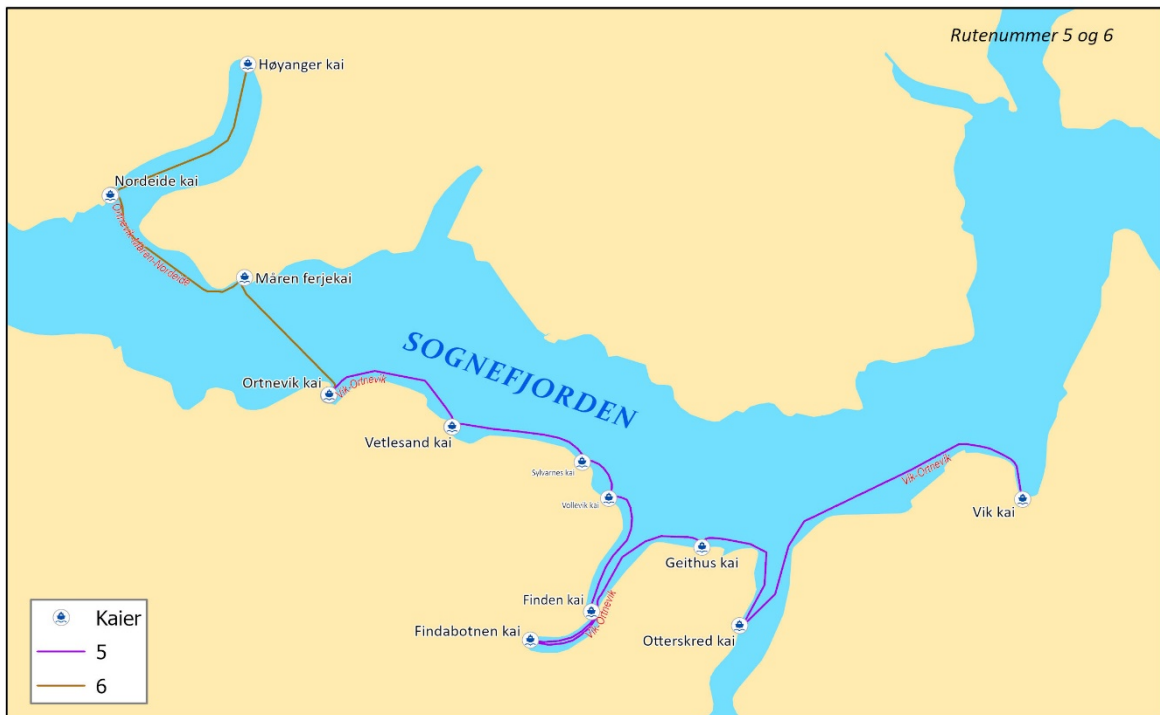 Rutenummer 5 og 6
Høyanger kai
Nordeide kai
Ortnevik-Måren-Nordeide
Måren ferjekai
SOGNEFJORDEN
Ortnevik kai
Vik-Ortnevik
Vetlesand kai
Sylvarnes kai
Vik-Ortnevik
Vollevik kai
Vik kai
Geithus kai
Finden kai
Vik-Ortnevik
Findabotnen kai
Otterskred kai
Kaier
5
6